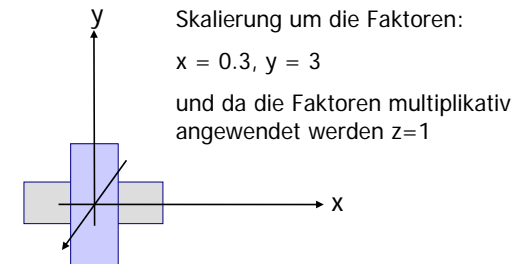 y
Skalierung um die Faktoren:
x = 0.3, y = 3
und da die Faktoren multiplikativ
angewendet werden z=1
x